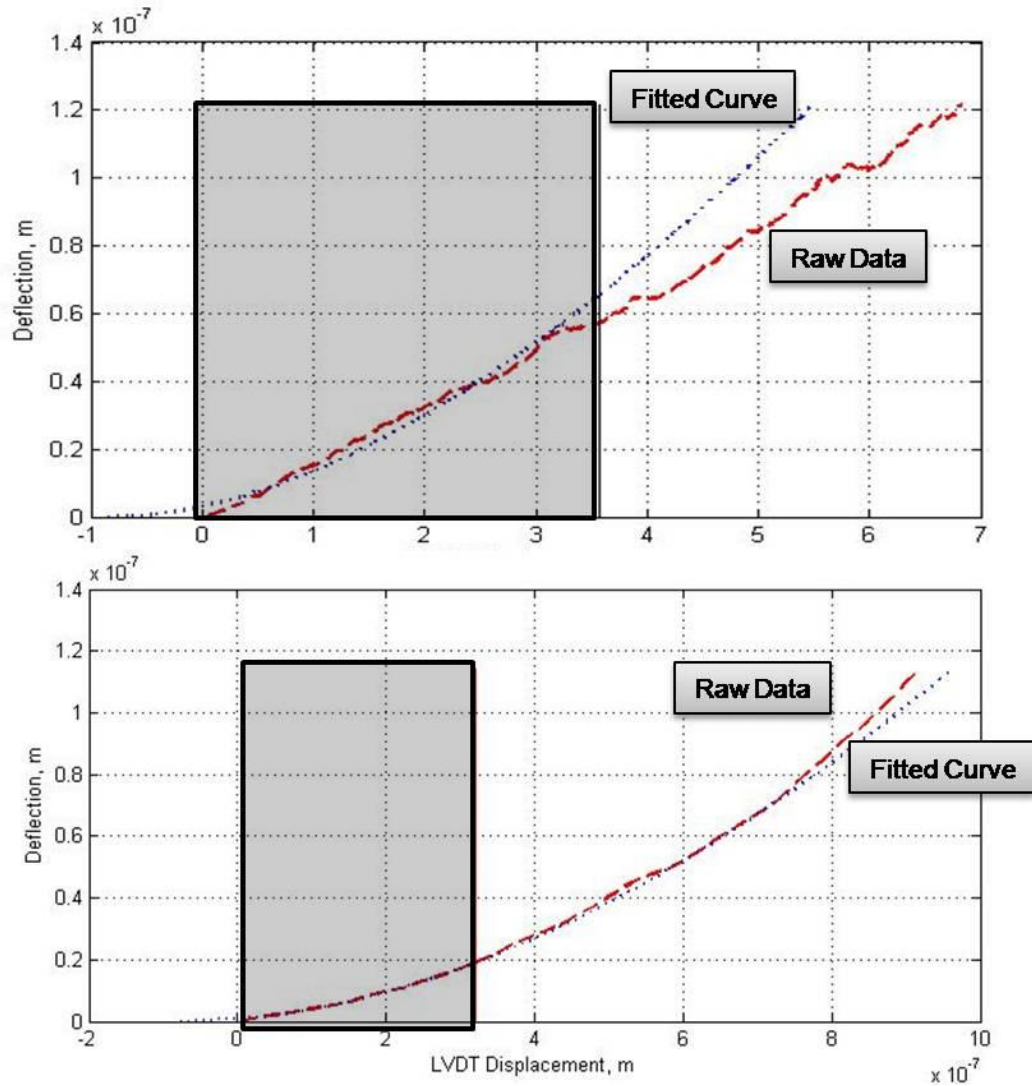 x 10-7
1.4
1.2
1
0.8
0.6
0.4
0.2
0
Deflection, m
Fitted Curve
Raw Data
-1 0 1 2 3 4 5 6 7
x 10-7
1.4
1.2
1
0.8
0.6
0.4
0.2
0
Deflection, m
Raw Data
Fitted Curve
-2 0 2 4 6 8 10
LVDT Displacement, m
x 10-7